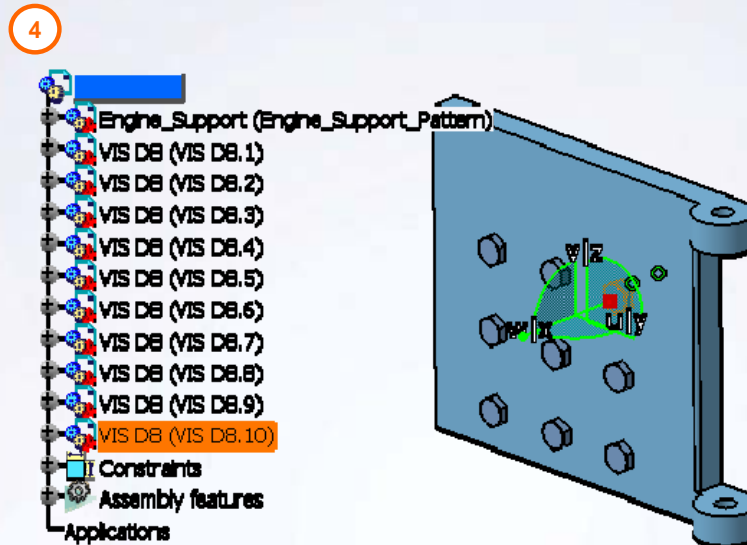 4
Engine_Support (Engine_Support_Pattern)
VIS D8 (VIS D8.1)
VIS D8 (VIS D8.2)
VIS D8 (VIS D8.3)
VIS D8 (VIS D8.4)
VIS D8 (VIS D8.5)
VIS D8 (VIS D8.6)
VIS D8 (VIS D8.7)
VIS D8 (VIS D8.8)
VIS D8 (VIS D8.9)
VIS D8 (VIS D8.10)
Constraints
Assembly features
Applications
v|z
w|x
u|y